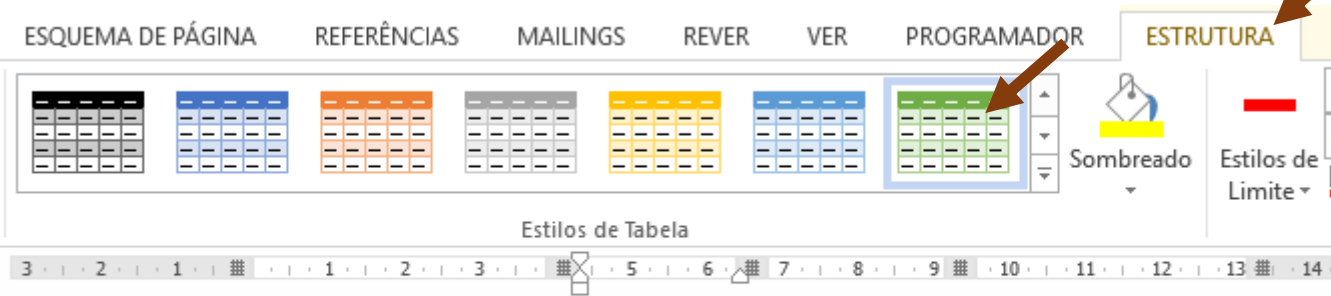 ESQUEMA DE PÁGINA REFERÊNCIAS MAILINGS REVER VER PROGRAMADOR ESTRUTURA
Sombreado
Estilos de
Limite
Estilos de Tabela
3 2 1 1 2 3 5 6 7 8 9 10 11 12 13 14